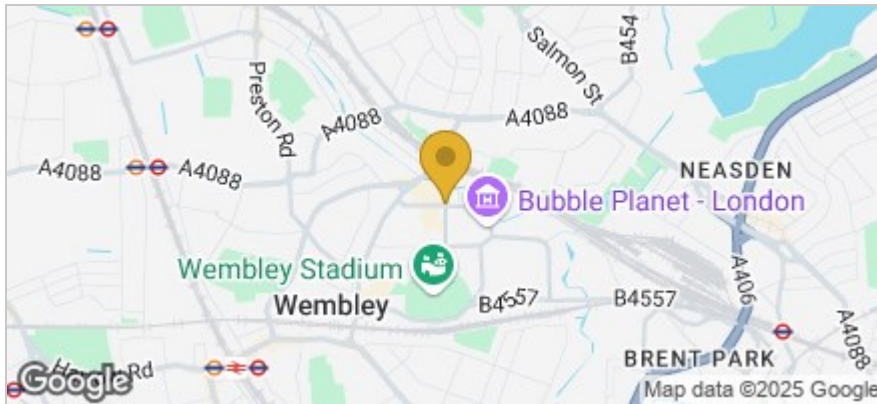 B454
Salmon St
Preston Rd
A4088
A4088
A4088
A4088
NEASDEN
Bubble Planet - London
Wembley Stadium
Wembley
B4557
B4557
A406
A4088
BRENT PARK
Rd
Google
Map data ©2025 Google